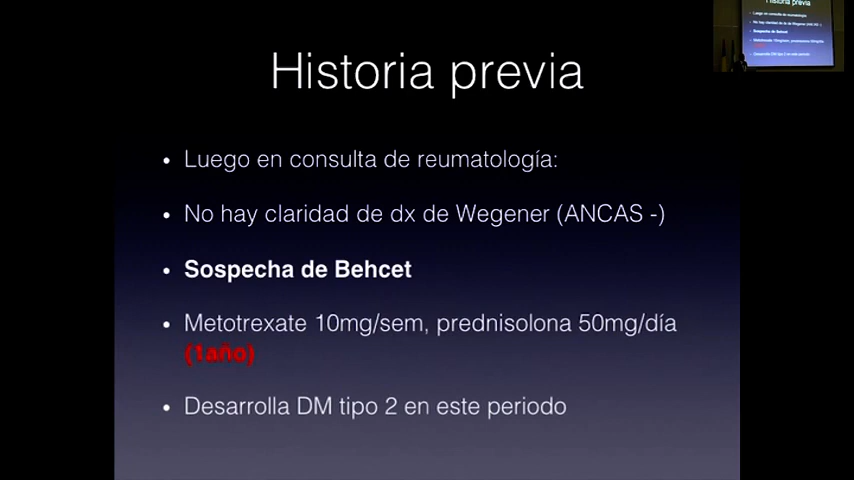 Historia previa
• Luego en consulta de reumatología:
• No hay claridad de dx de Wegener (ANCAS -)
• Sospecha de Behcet
• Metotrexate 10mg/sem, prednisolona 50mg/día
(1año)
• Desarrolla DM tipo 2 en este periodo